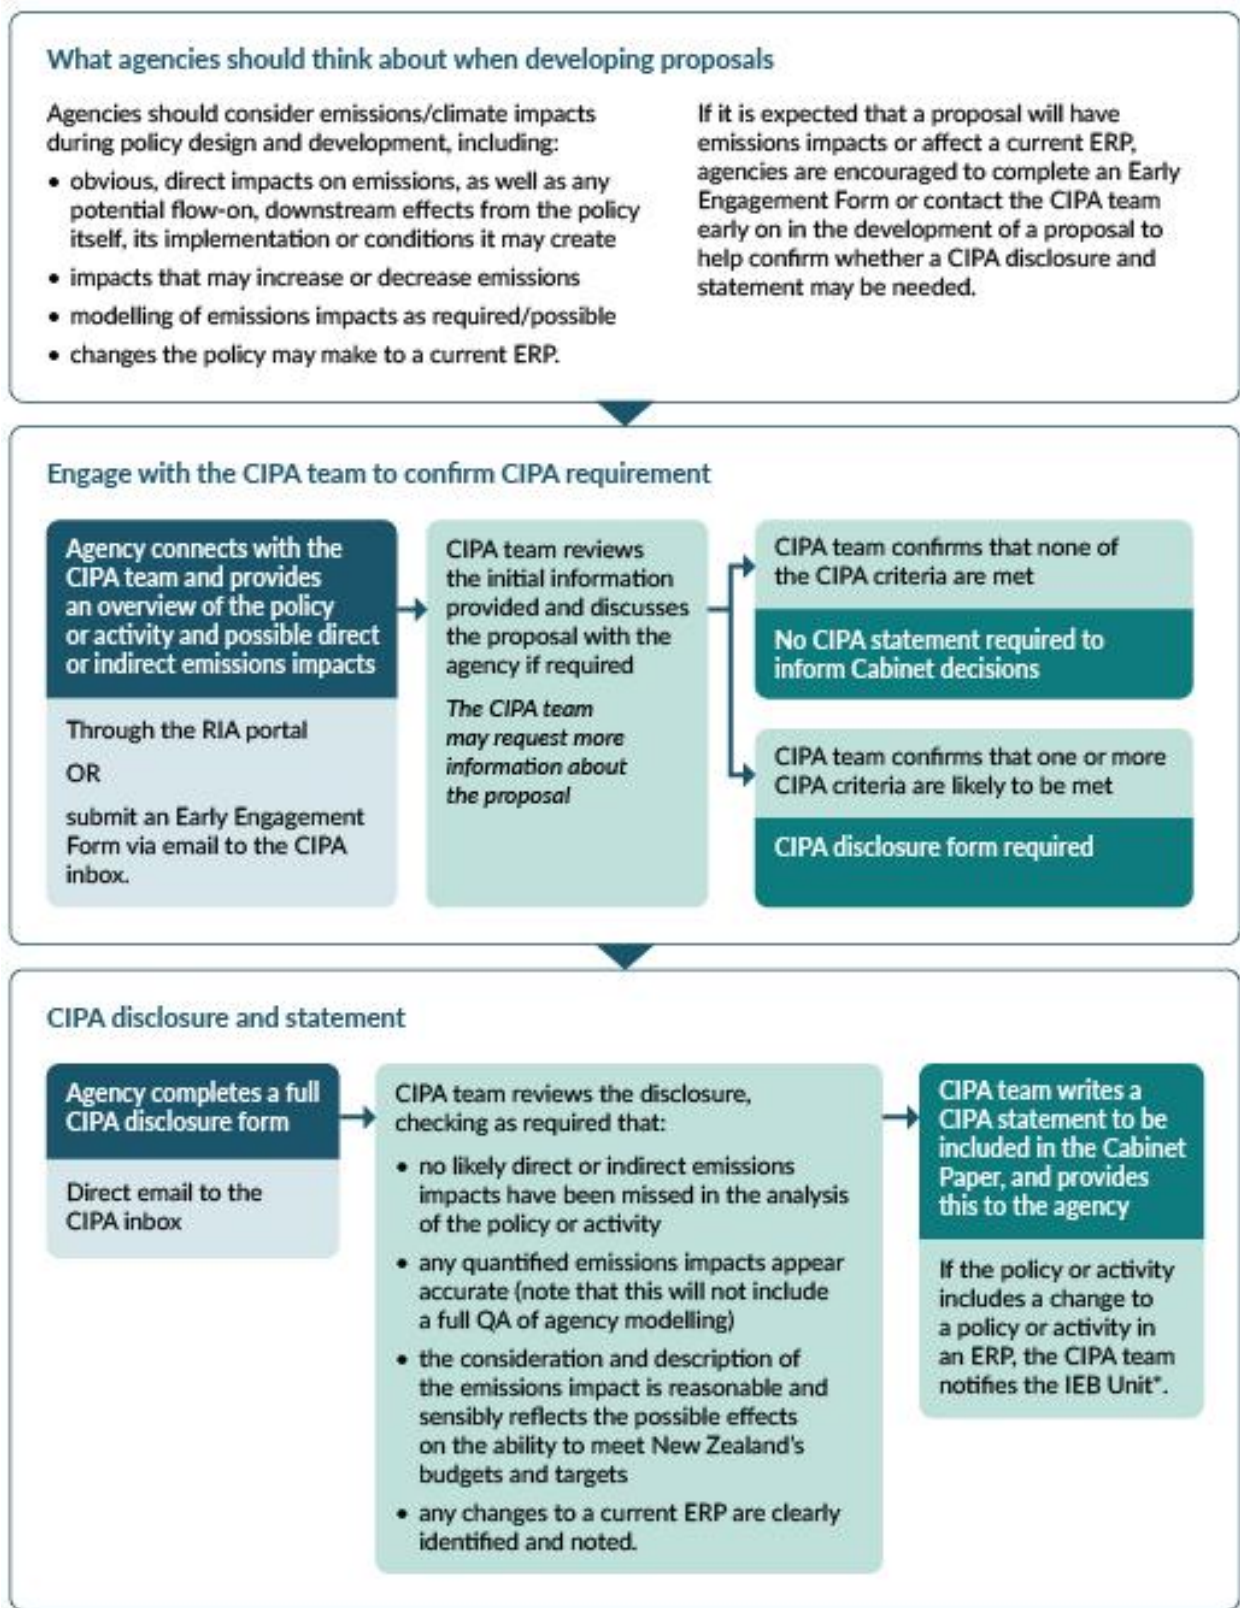 What agencies should think about when developing proposals
Agencies should consider emissions/climate impacts
during policy design and development, including:
• obvious, direct impacts on emissions, as well as any
potential flow-on, downstream effects from the policy
itself, its implementation or conditions it may create
• impacts that may increase or decrease emissions
• modelling of emissions impacts as required/possible
• changes the policy may make to a current ERP.
If it is expected that a proposal will have
emissions impacts or affect a current ERP,
agencies are encouraged to complete an Early
Engagement Form or contact the CIPA team
early on in the development of a proposal to
help confirm whether a CIPA disclosure and
statement may be needed.
Engage with the CIPA team to confirm CIPA requirement
Agency connects with the
CIPA team and provides
an overview of the policy
or activity and possible direct
or indirect emissions impacts
Through the RIA portal
OR
submit an Early Engagement
Form via email to the CIPA
inbox.
CIPA team reviews
the initial information
provided and discusses
the proposal with the
agency if required
The CIPA team
may request more
information about
the proposal
CIPA team confirms that none of
the CIPA criteria are met
No CIPA statement required to
inform Cabinet decisions
CIPA team confirms that one or more
CIPA criteria are likely to be met
CIPA disclosure form required
CIPA disclosure and statement
Agency completes a full
CIPA disclosure form
Direct email to the
CIPA inbox
CIPA team reviews the disclosure,
checking as required that:
• no likely direct or indirect emissions
impacts have been missed in the analysis
of the policy or activity
• any quantified emissions impacts appear
accurate (note that this will not include
a full QA of agency modelling)
• the consideration and description of
the emissions impact is reasonable and
sensibly reflects the possible effects
on the ability to meet New Zealand's
budgets and targets
• any changes to a current ERP are clearly
identified and noted.
CIPA team writes a
CIPA statement to be
included in the Cabinet
Paper, and provides
this to the agency
If the policy or activity
includes a change to
a policy or activity in
an ERP, the CIPA team
notifies the IEB Unit*.